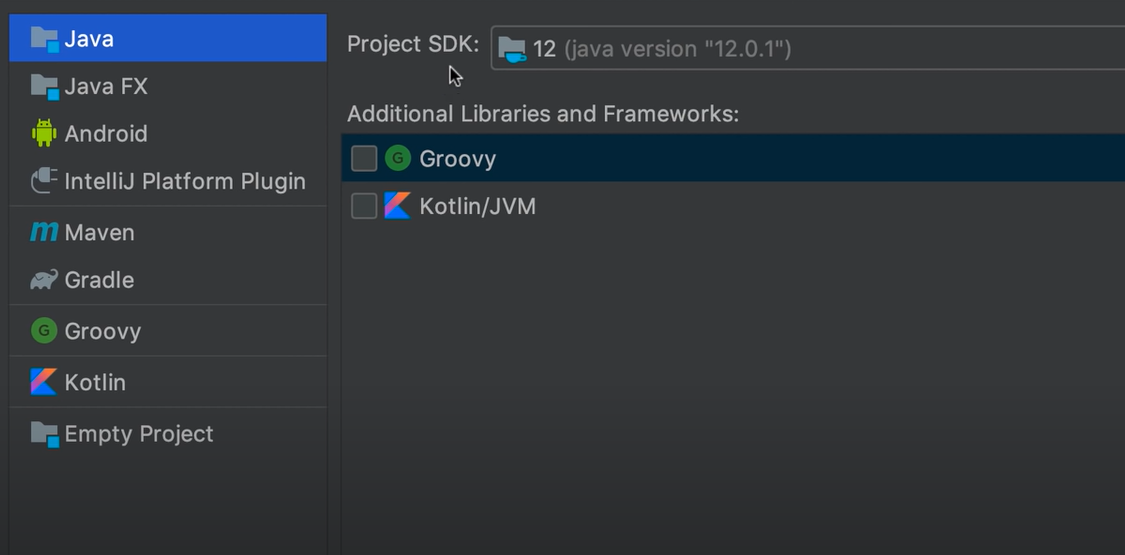 Java
Java FX
Android
IntelliJ Platform Plugin
m Maven
Gradle
G Groovy
Kotlin
Empty Project
Project SDK: 12 (java version "12.0.1")
Additional Libraries and Frameworks:
G Groovy
Kotlin/JVM